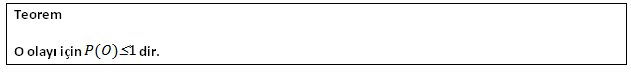 Teorem
O olayı için P(O)≤1 dir.